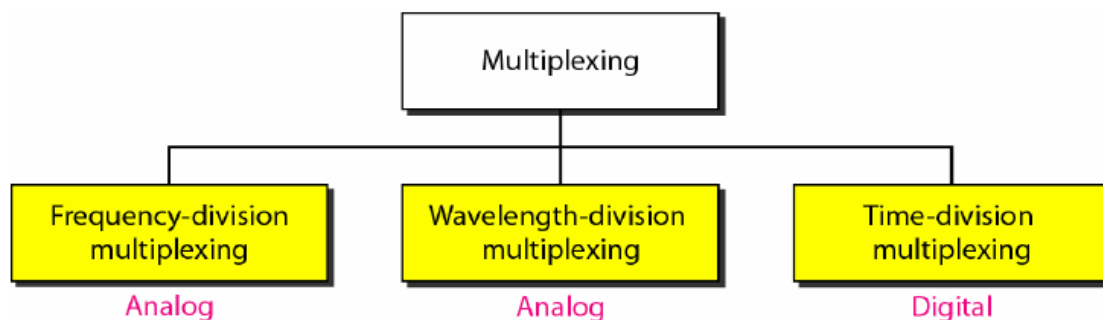 Multiplexing
Frequency-division
multiplexing
Wavelength-division
multiplexing
Time-division
multiplexing
Analog
Analog
Digital